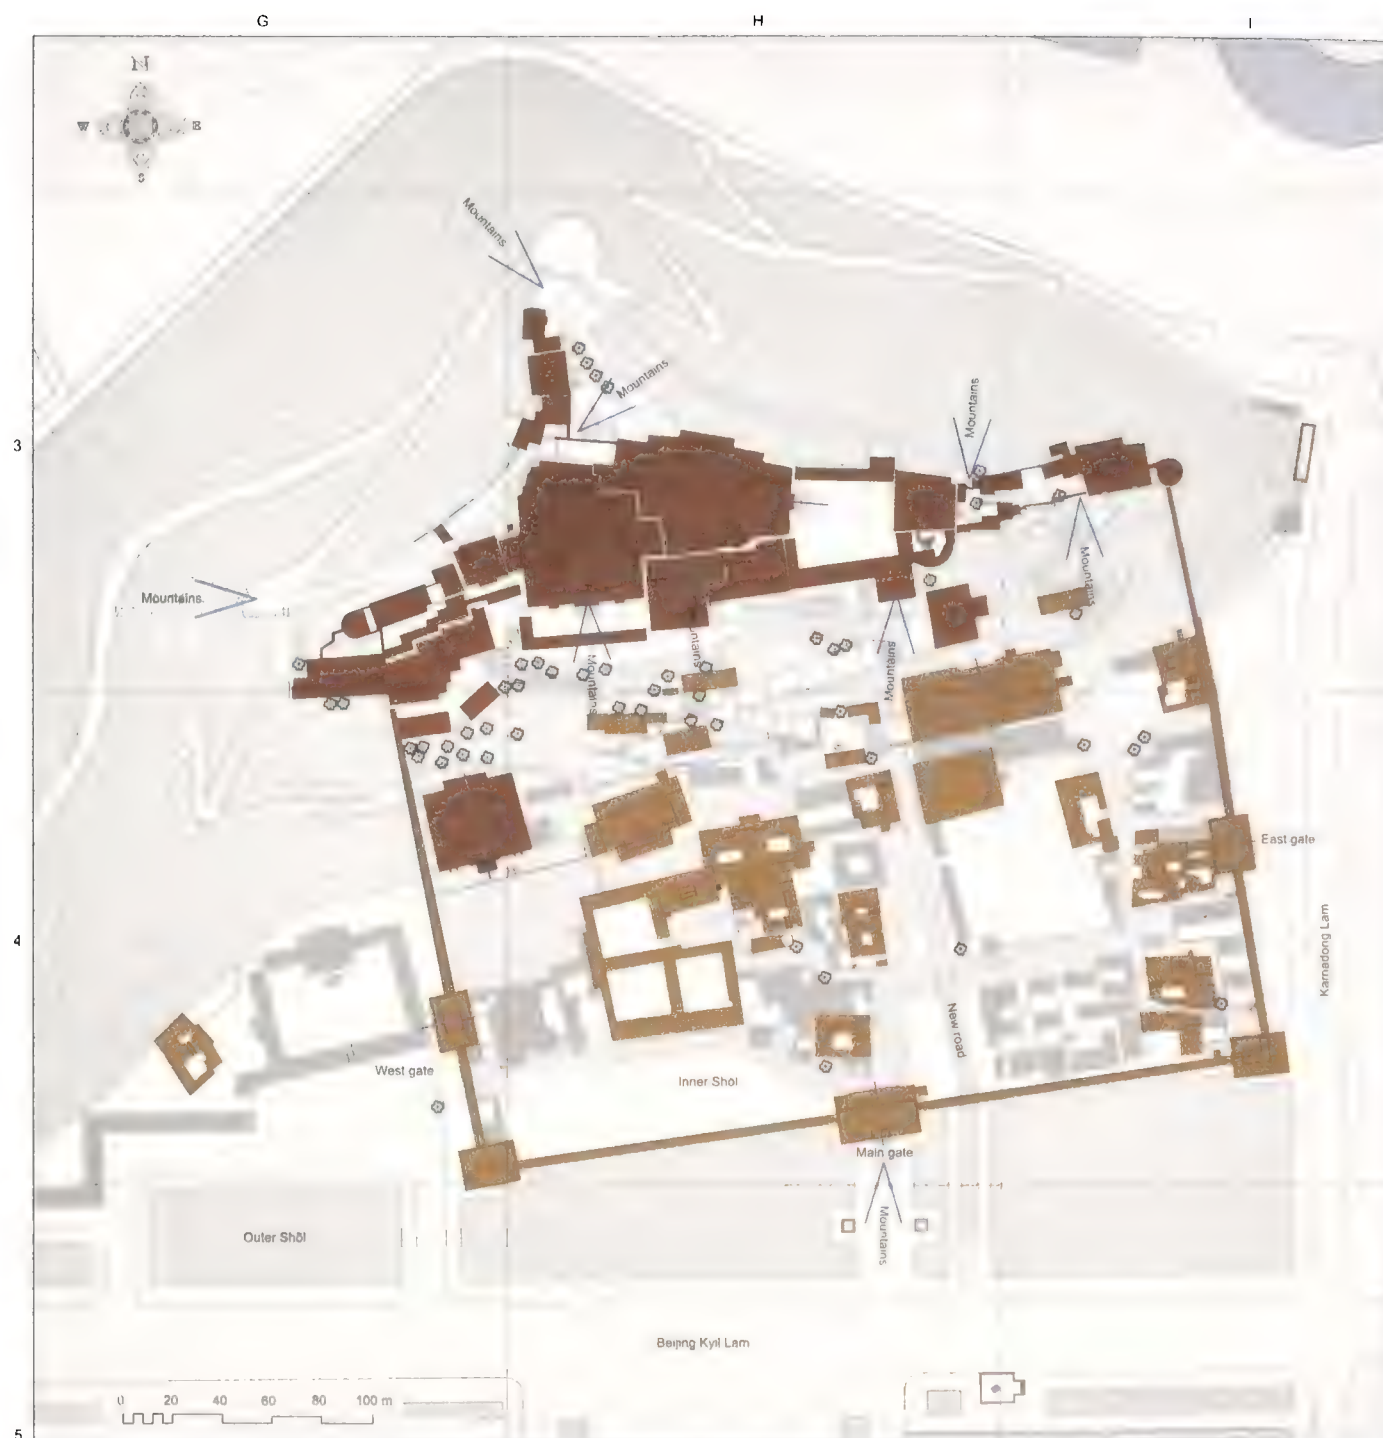 G
H
I
N
W
E
S
Mountains
Mountains
Mountains
3
Mountains
Mountains
Mountains
Mountains
East gate
4
Karnadong Lam
New road
West gate
Inner Shöl
Main gate
Mountains
Outer Shöl
Beijing Kyil Lam
0 20 40 60 80 100 m
5